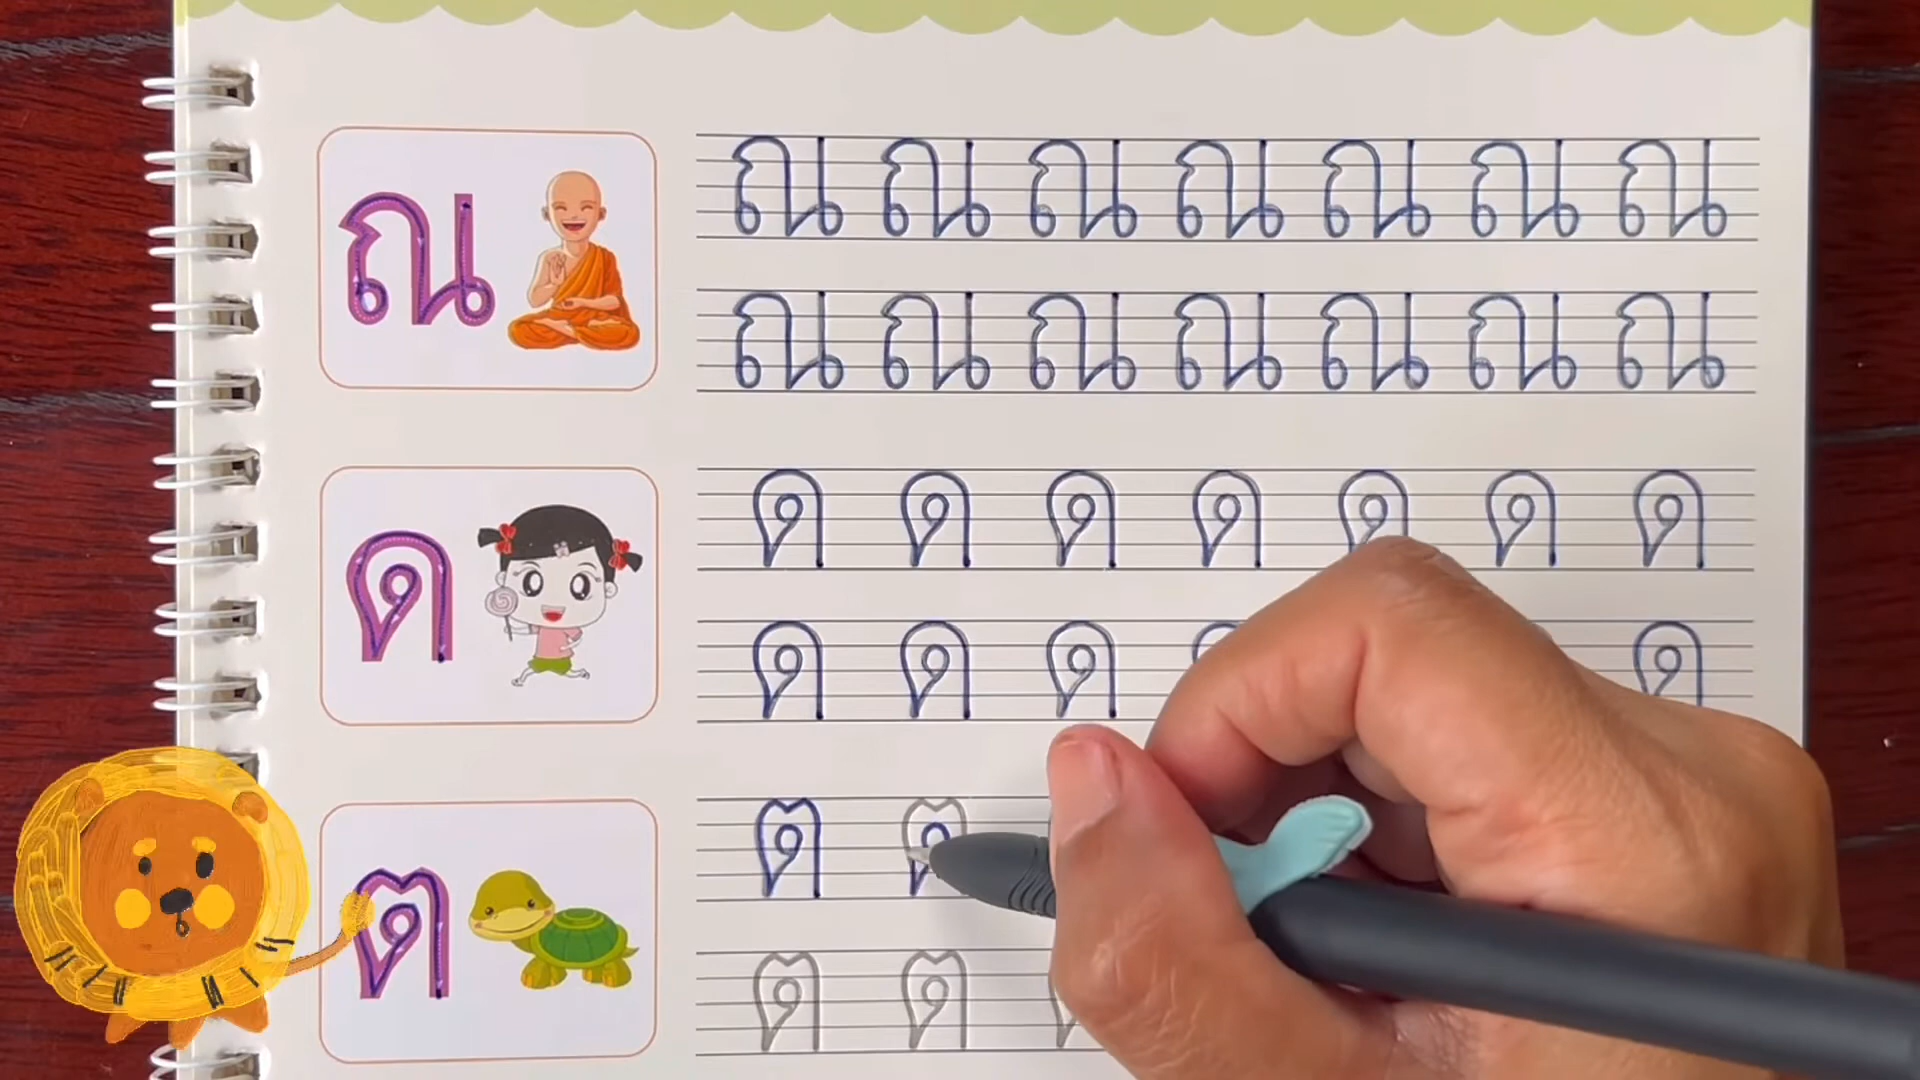 ณ ณ ณ ณ ณ ณ ณ ณ
ณ ณ ณ ณ ณ ณ ณ
ด ด ด ด ด ด ด ด
ด ด ด ด ด
ต ต ต
ต ต